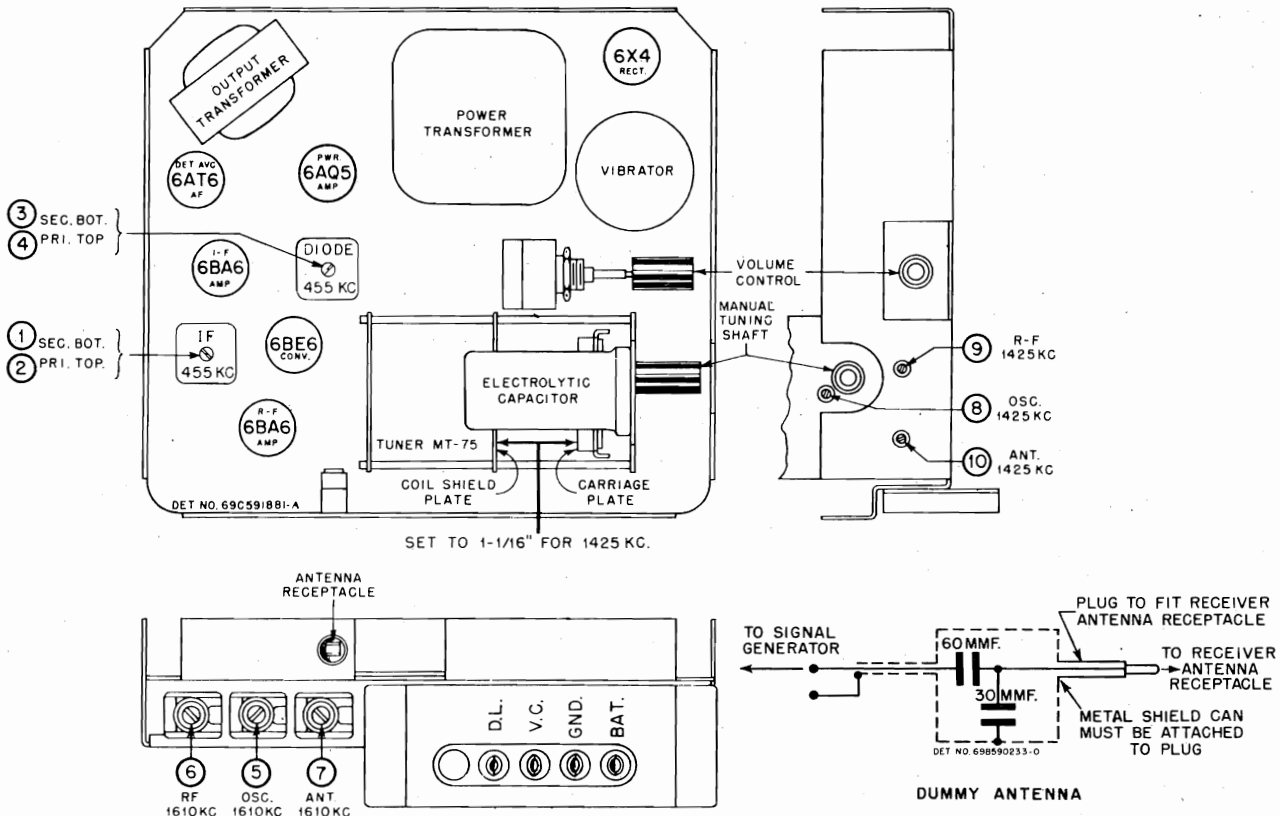 OUTPUT
TRANSFORMER
POWER
TRANSFORMER
6X4
RECT.
VIBRATOR
DET AVC
6AT6
AF
PWR.
6AQ5
AMP
3 SEC. BOT.
4 PRI. TOP
I-F
6BA6
AMP
DIODE
455 KC
VOLUME
CONTROL
MANUAL
TUNING
SHAFT
1 SEC. BOT.
2 PRI. TOP.
IF
455 KC
6BE6
CONV.
ELECTROLYTIC
CAPACITOR
R-F
6BA6
AMP
TUNER MT-75
COIL SHIELD
PLATE
CARRIAGE
PLATE
DET NO. 69C591881-A
SET TO 1-1/16" FOR 1425 KC.
9 R-F
1425 KC
8 OSC.
1425 KC
10 ANT.
1425 KC
ANTENNA
RECEPTACLE
D.L.
V.C.
GND.
BAT.
6
RF
1610 KC
5
OSC.
1610 KC
7
ANT.
1610 KC
TO SIGNAL
GENERATOR
60 MMF.
30 MMF.
PLUG TO FIT RECEIVER
ANTENNA RECEPTACLE
TO RECEIVER
ANTENNA
RECEPTACLE
METAL SHIELD CAN
MUST BE ATTACHED
TO PLUG
DET NO. 69B590233-0
DUMMY ANTENNA